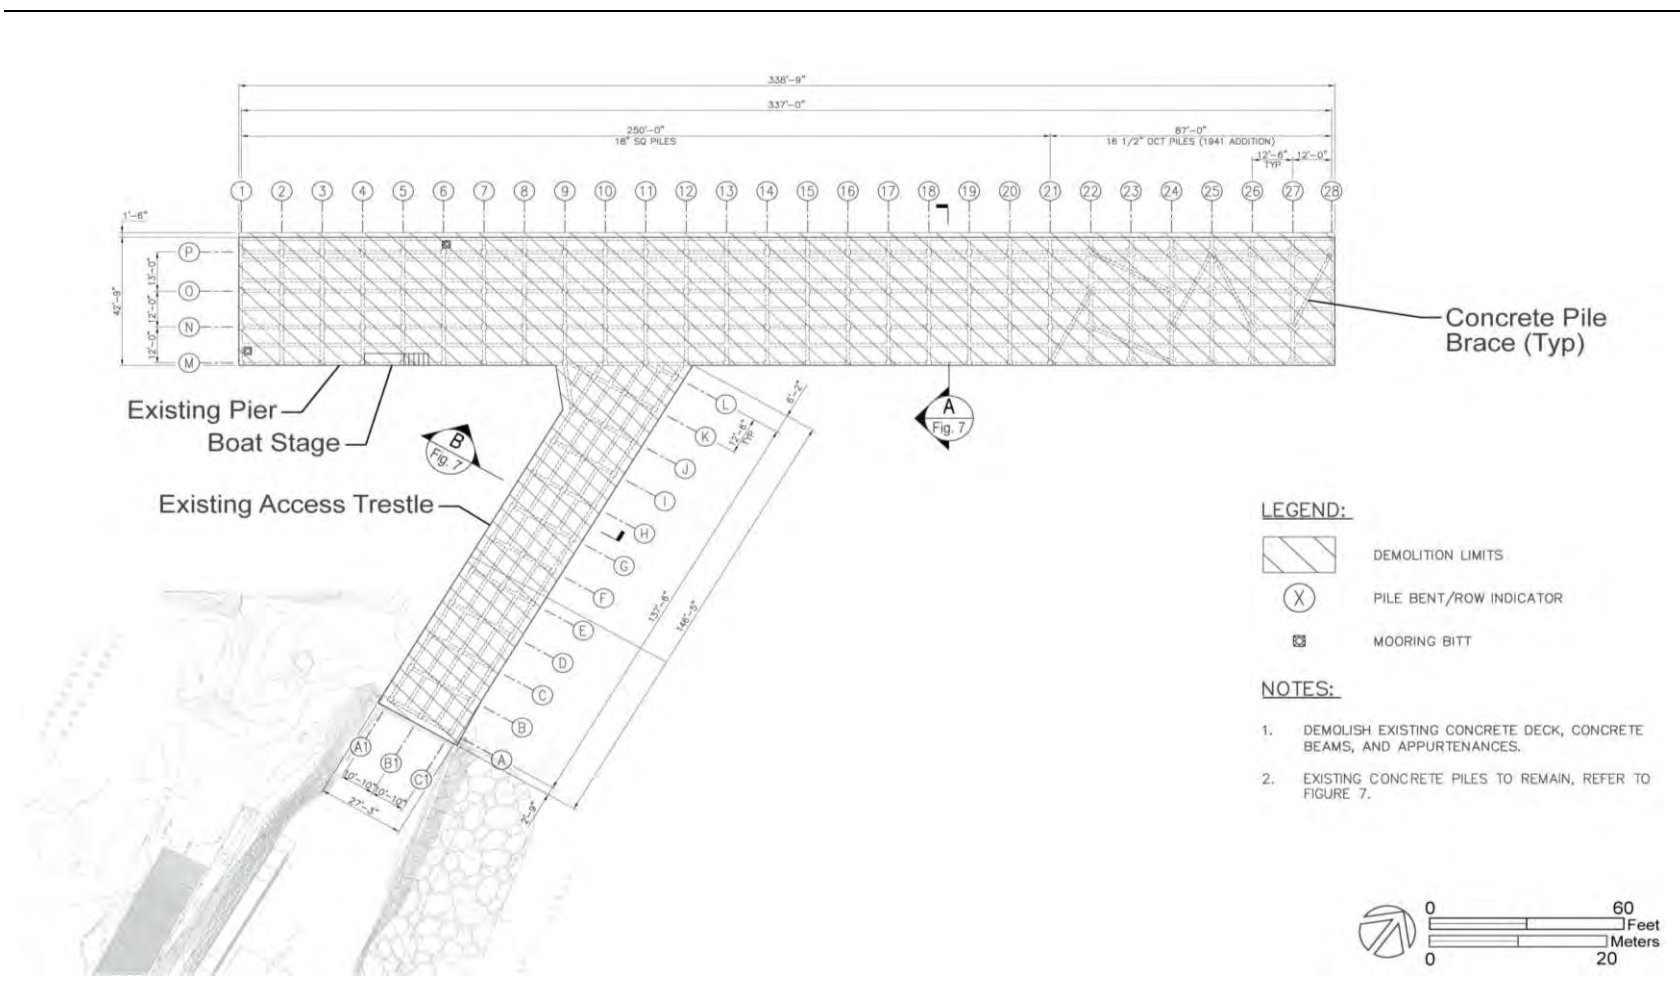 338'-9"
337'-0"
250'-0"
18" SQ PILES
87'-0"
16 1/2" OCT PILES (1941 ADDITION)
12'-6"
TYP
12'-0"
1 2 3 4 5 6 7 8 9 10 11 12 13 14 15 16 17 18 19 20 21 22 23 24 25 26 27 28
1'-6"
42'-9"
P
13'-0"
O
12'-0"
N
12'-0"
M
Concrete Pile
Brace (Typ)
Existing Pier
Boat Stage
Existing Access Trestle
B
Fig. 7
A
Fig. 7
L
K
J
I
H
G
F
E
D
C
B
A
6'-2"
12'-6"
TYP
137'-6"
146'-5"
2'-9"
A1
B1
C1
10'-10"
10'-10"
27'-3"
LEGEND:
DEMOLITION LIMITS
X
PILE BENT/ROW INDICATOR
MOORING BITT
NOTES:
1. DEMOLISH EXISTING CONCRETE DECK, CONCRETE
BEAMS, AND APPURTENANCES.
2. EXISTING CONCRETE PILES TO REMAIN, REFER TO
FIGURE 7.
0 60
Feet
Meters
0 20